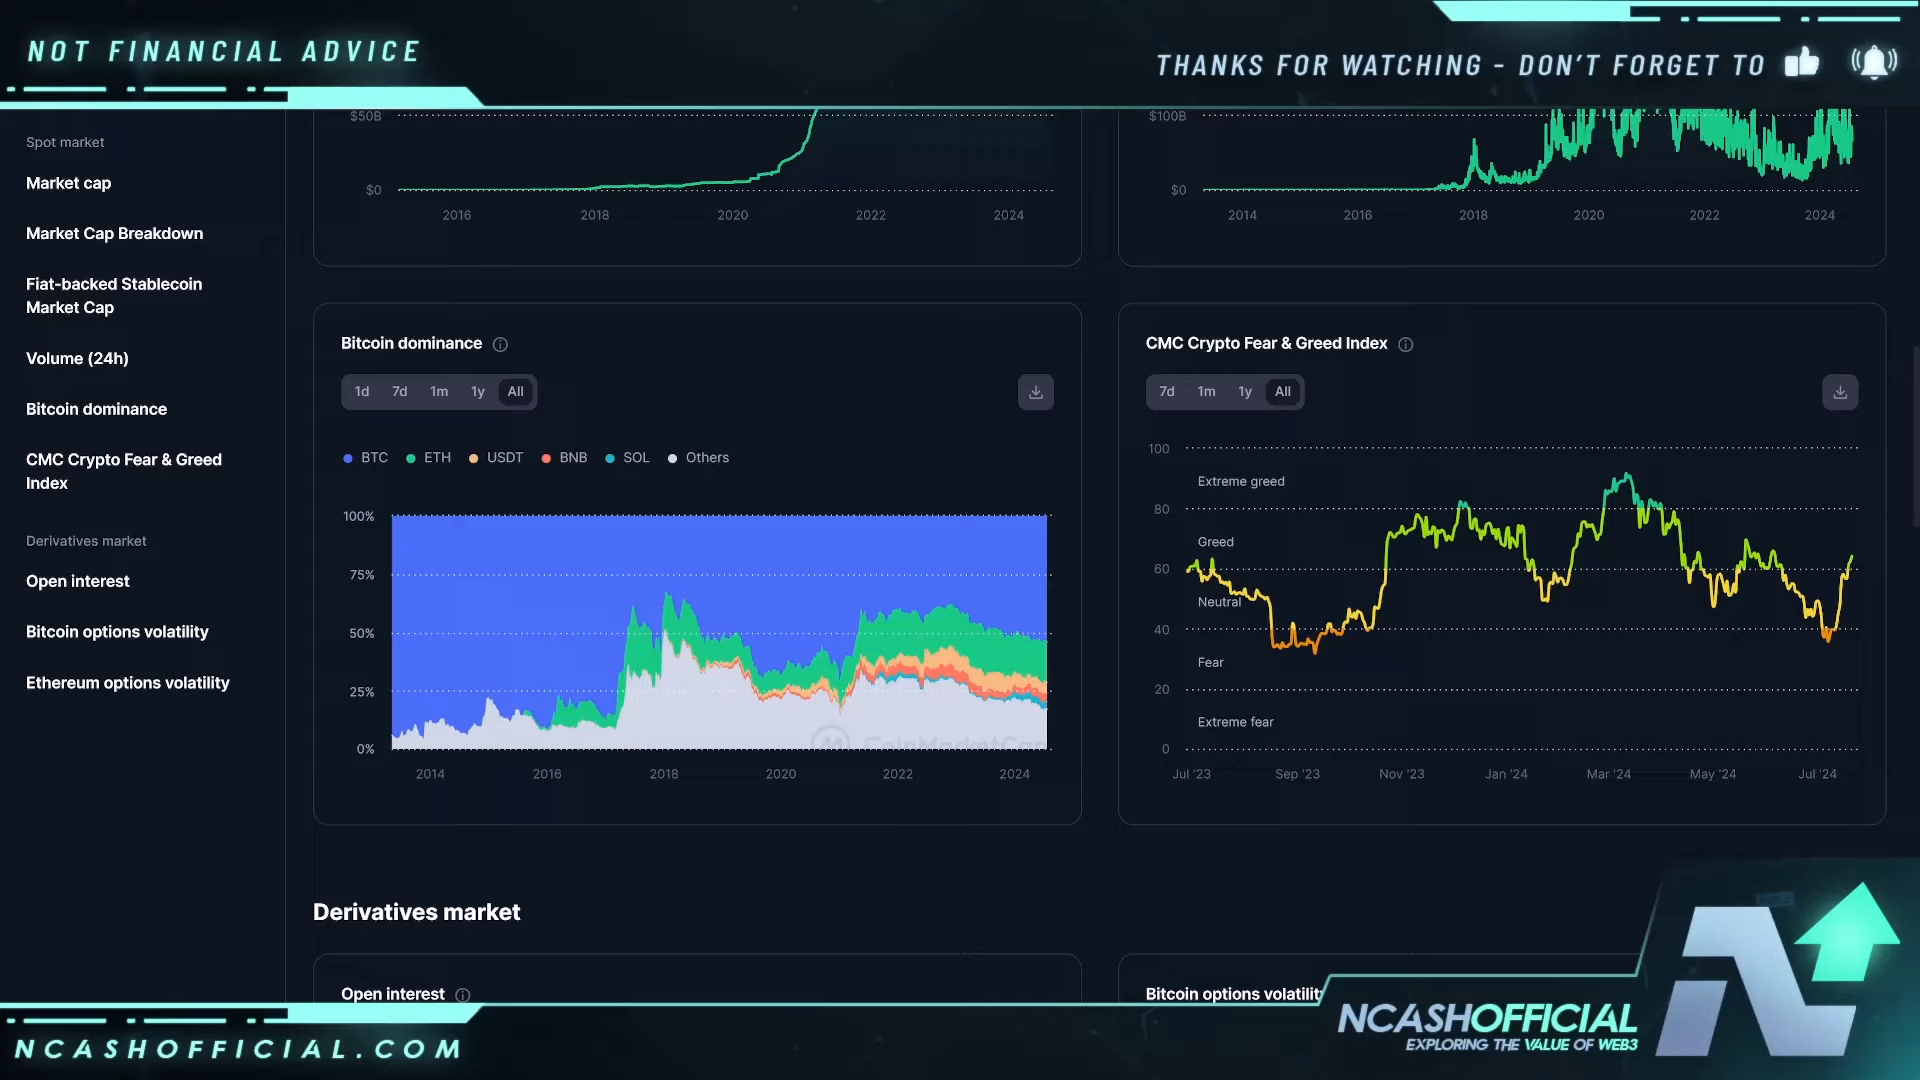 NOT FINANCIAL ADVICE
THANKS FOR WATCHING - DON'T FORGET TO
Spot market
Market cap
Market Cap Breakdown
Fiat-backed Stablecoin
Market Cap
Volume (24h)
Bitcoin dominance
CMC Crypto Fear & Greed
Index
Derivatives market
Open interest
Bitcoin options volatility
Ethereum options volatility
$50B
$0
2016 2018 2020 2022 2024
$100B
$0
2014 2016 2018 2020 2022 2024
Bitcoin dominance
1d 7d 1m 1y All
BTC ETH USDT BNB SOL Others
100%
75%
50%
25%
0%
CoinMarketCap
2014 2016 2018 2020 2022 2024
CMC Crypto Fear & Greed Index
7d 1m 1y All
100
Extreme greed
80
Greed
60
Neutral
40
Fear
20
Extreme fear
0
Jul '23 Sep '23 Nov '23 Jan '24 Mar '24 May '24 Jul '24
Derivatives market
Open interest
Bitcoin options volatilit
NCASHOFFICIAL.COM
NCASHOFFICIAL
EXPLORING THE VALUE OF WEB3